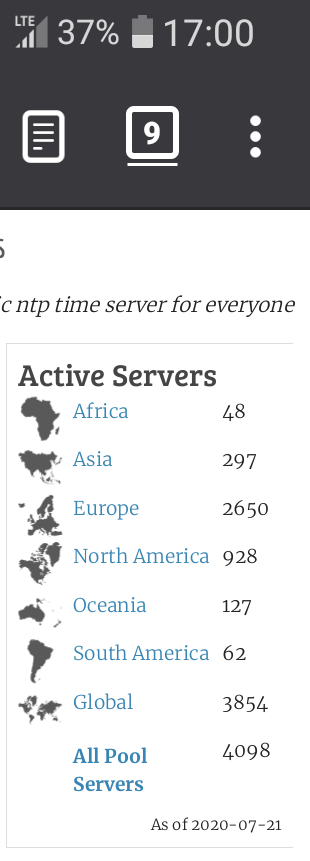 LTE 37% 17:00
9
c ntp time server for everyone
Active Servers
Africa 48
Asia 297
Europe 2650
North America 928
Oceania 127
South America 62
Global 3854
All Pool 4098
Servers
As of 2020-07-21